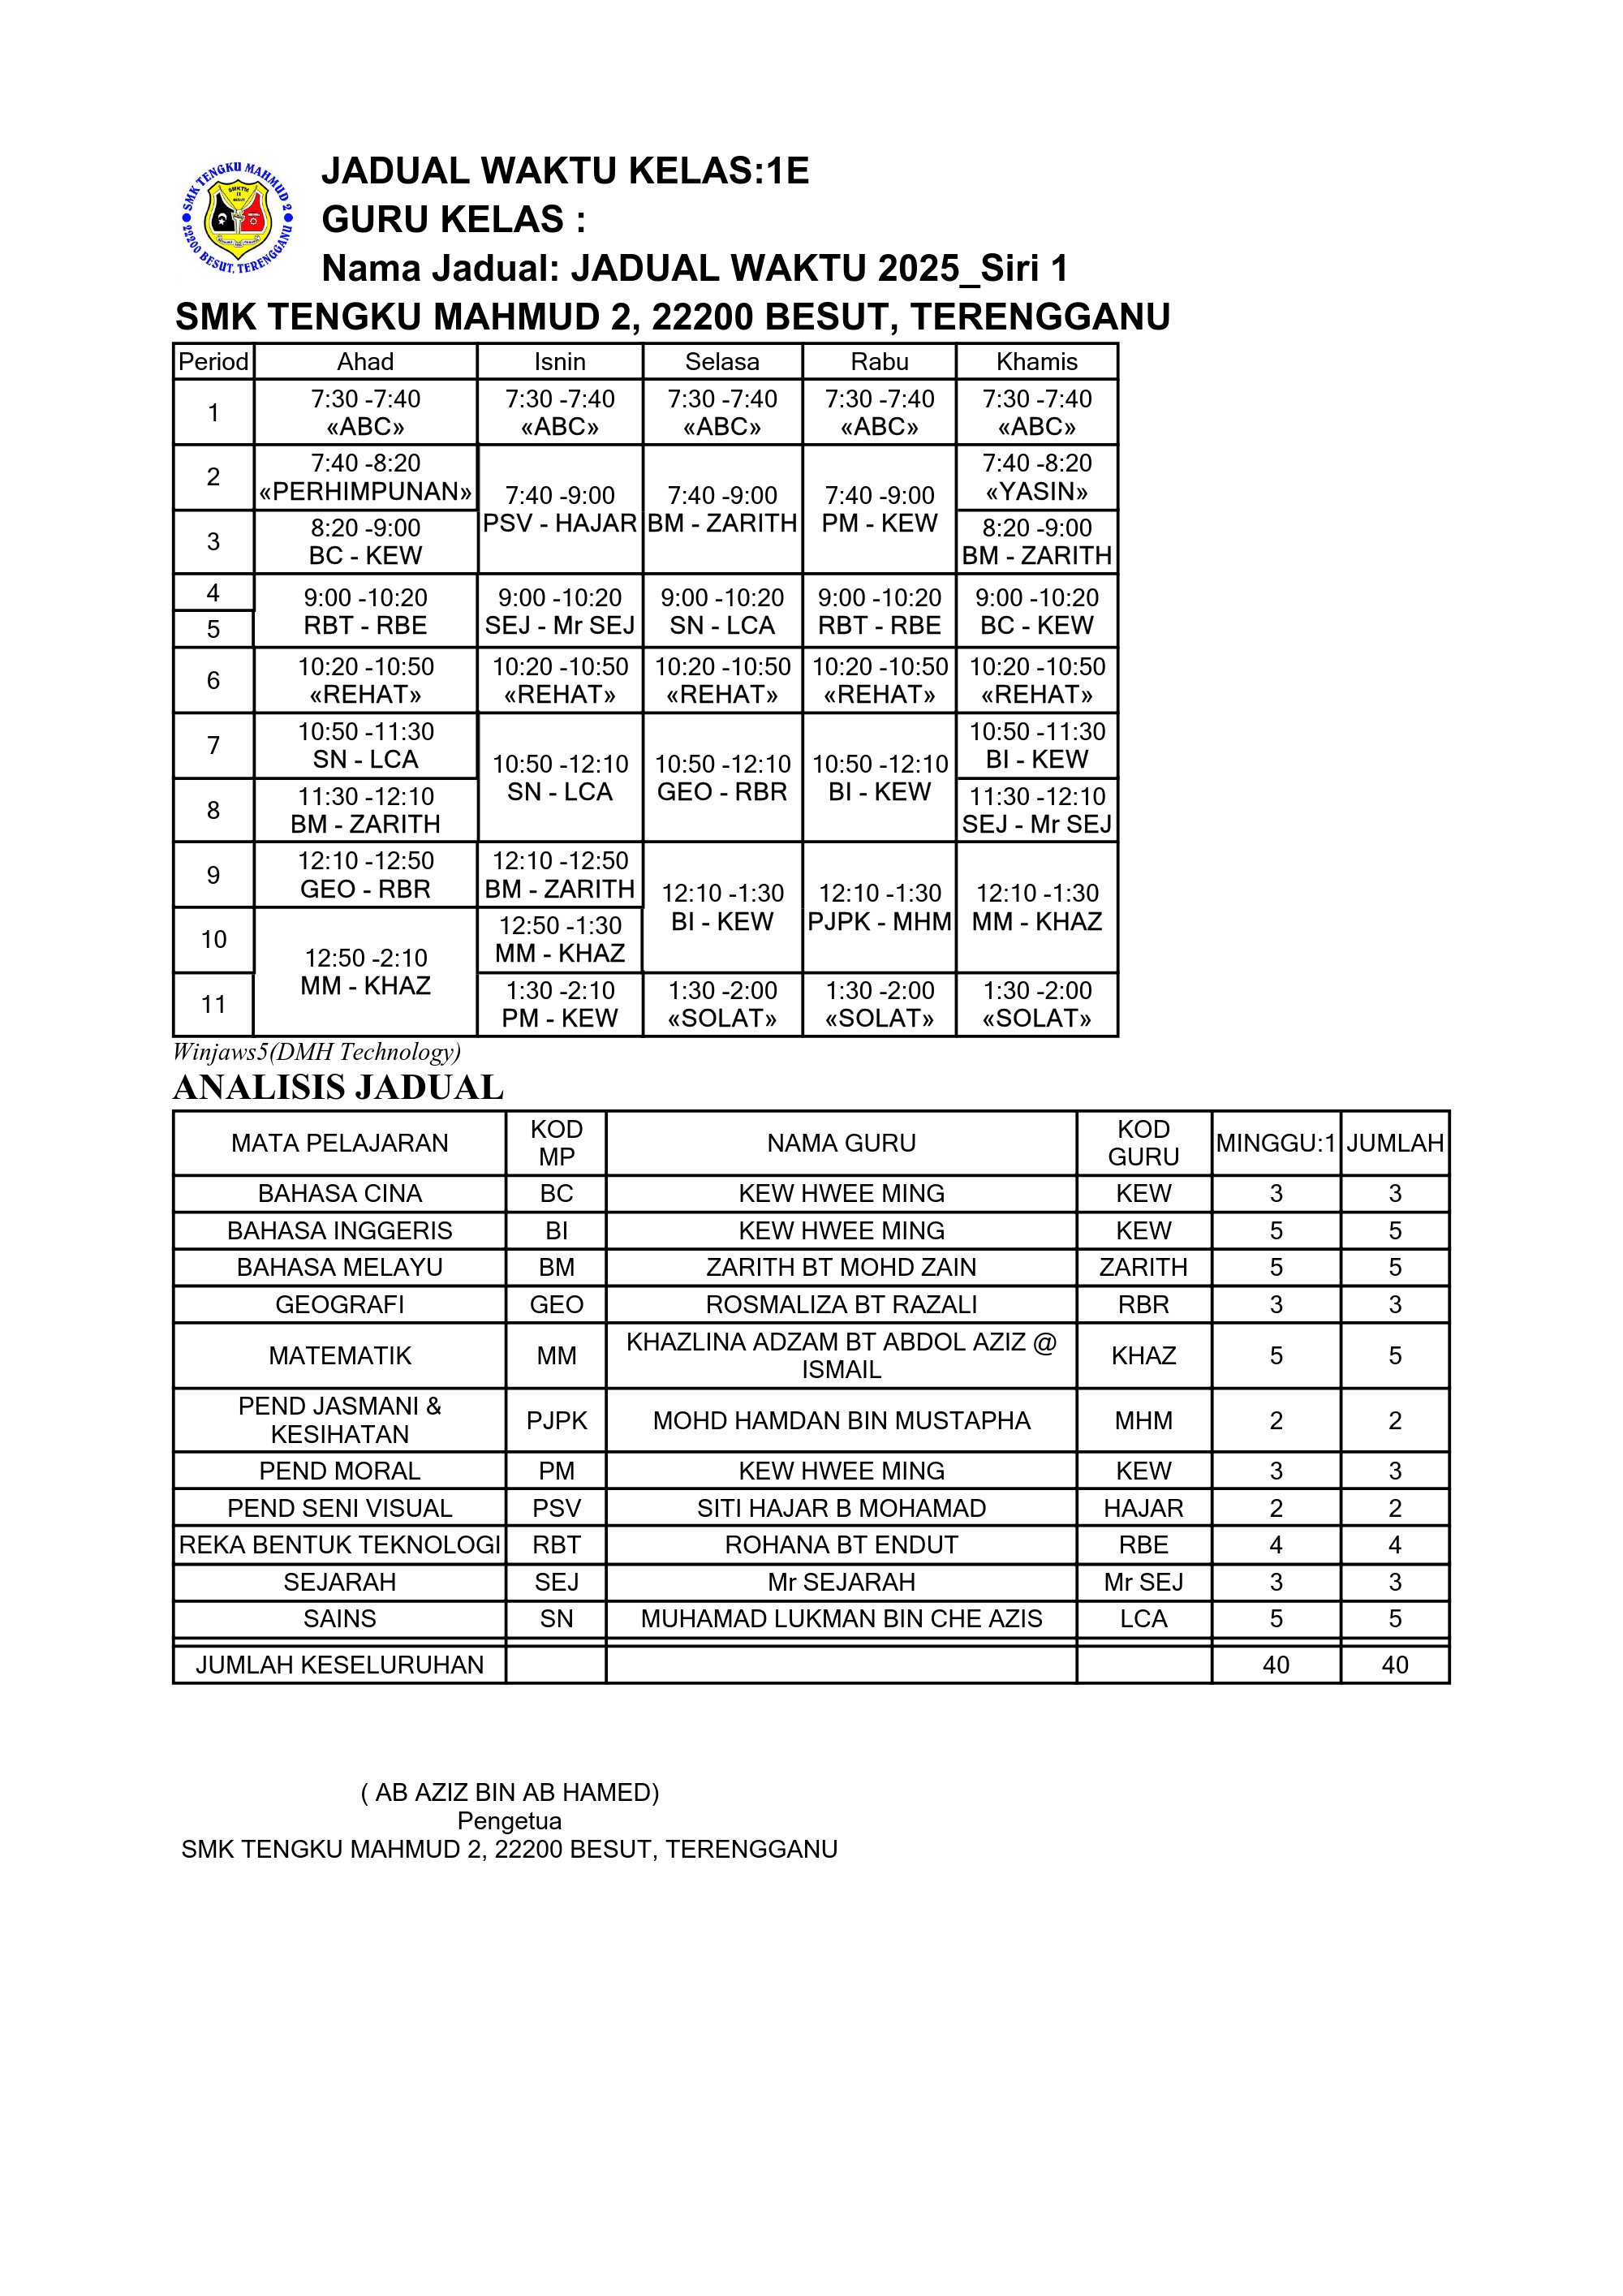 SMK TENGKU MAHMUD 2
22200 BESUT, TERENGGANU
JADUAL WAKTU KELAS:1E
GURU KELAS :
Nama Jadual: JADUAL WAKTU 2025_Siri 1
SMK TENGKU MAHMUD 2, 22200 BESUT, TERENGGANU
Period Ahad Isnin Selasa Rabu Khamis
1 7:30 -7:40 «ABC» 7:30 -7:40 «ABC» 7:30 -7:40 «ABC» 7:30 -7:40 «ABC» 7:30 -7:40 «ABC»
2 7:40 -8:20 «PERHIMPUNAN» 7:40 -9:00 PSV - HAJAR 7:40 -9:00 BM - ZARITH 7:40 -9:00 PM - KEW 7:40 -8:20 «YASIN»
3 8:20 -9:00 BC - KEW 8:20 -9:00 BM - ZARITH
4 9:00 -10:20 RBT - RBE 9:00 -10:20 SEJ - Mr SEJ 9:00 -10:20 SN - LCA 9:00 -10:20 RBT - RBE 9:00 -10:20 BC - KEW
5
6 10:20 -10:50 «REHAT» 10:20 -10:50 «REHAT» 10:20 -10:50 «REHAT» 10:20 -10:50 «REHAT» 10:20 -10:50 «REHAT»
7 10:50 -11:30 SN - LCA 10:50 -12:10 SN - LCA 10:50 -12:10 GEO - RBR 10:50 -12:10 BI - KEW 10:50 -11:30 BI - KEW
8 11:30 -12:10 BM - ZARITH 11:30 -12:10 SEJ - Mr SEJ
9 12:10 -12:50 GEO - RBR 12:10 -12:50 BM - ZARITH 12:10 -1:30 BI - KEW 12:10 -1:30 PJPK - MHM 12:10 -1:30 MM - KHAZ
10 12:50 -2:10 MM - KHAZ 12:50 -1:30 MM - KHAZ
11 1:30 -2:10 PM - KEW 1:30 -2:00 «SOLAT» 1:30 -2:00 «SOLAT» 1:30 -2:00 «SOLAT»
Winjaws5(DMH Technology)
ANALISIS JADUAL
MATA PELAJARAN KOD MP NAMA GURU KOD GURU MINGGU:1 JUMLAH
BAHASA CINA BC KEW HWEE MING KEW 3 3
BAHASA INGGERIS BI KEW HWEE MING KEW 5 5
BAHASA MELAYU BM ZARITH BT MOHD ZAIN ZARITH 5 5
GEOGRAFI GEO ROSMALIZA BT RAZALI RBR 3 3
MATEMATIK MM KHAZLINA ADZAM BT ABDOL AZIZ @ ISMAIL KHAZ 5 5
PEND JASMANI & KESIHATAN PJPK MOHD HAMDAN BIN MUSTAPHA MHM 2 2
PEND MORAL PM KEW HWEE MING KEW 3 3
PEND SENI VISUAL PSV SITI HAJAR B MOHAMAD HAJAR 2 2
REKA BENTUK TEKNOLOGI RBT ROHANA BT ENDUT RBE 4 4
SEJARAH SEJ Mr SEJARAH Mr SEJ 3 3
SAINS SN MUHAMAD LUKMAN BIN CHE AZIS LCA 5 5
JUMLAH KESELURUHAN 40 40
( AB AZIZ BIN AB HAMED)
Pengetua
SMK TENGKU MAHMUD 2, 22200 BESUT, TERENGGANU